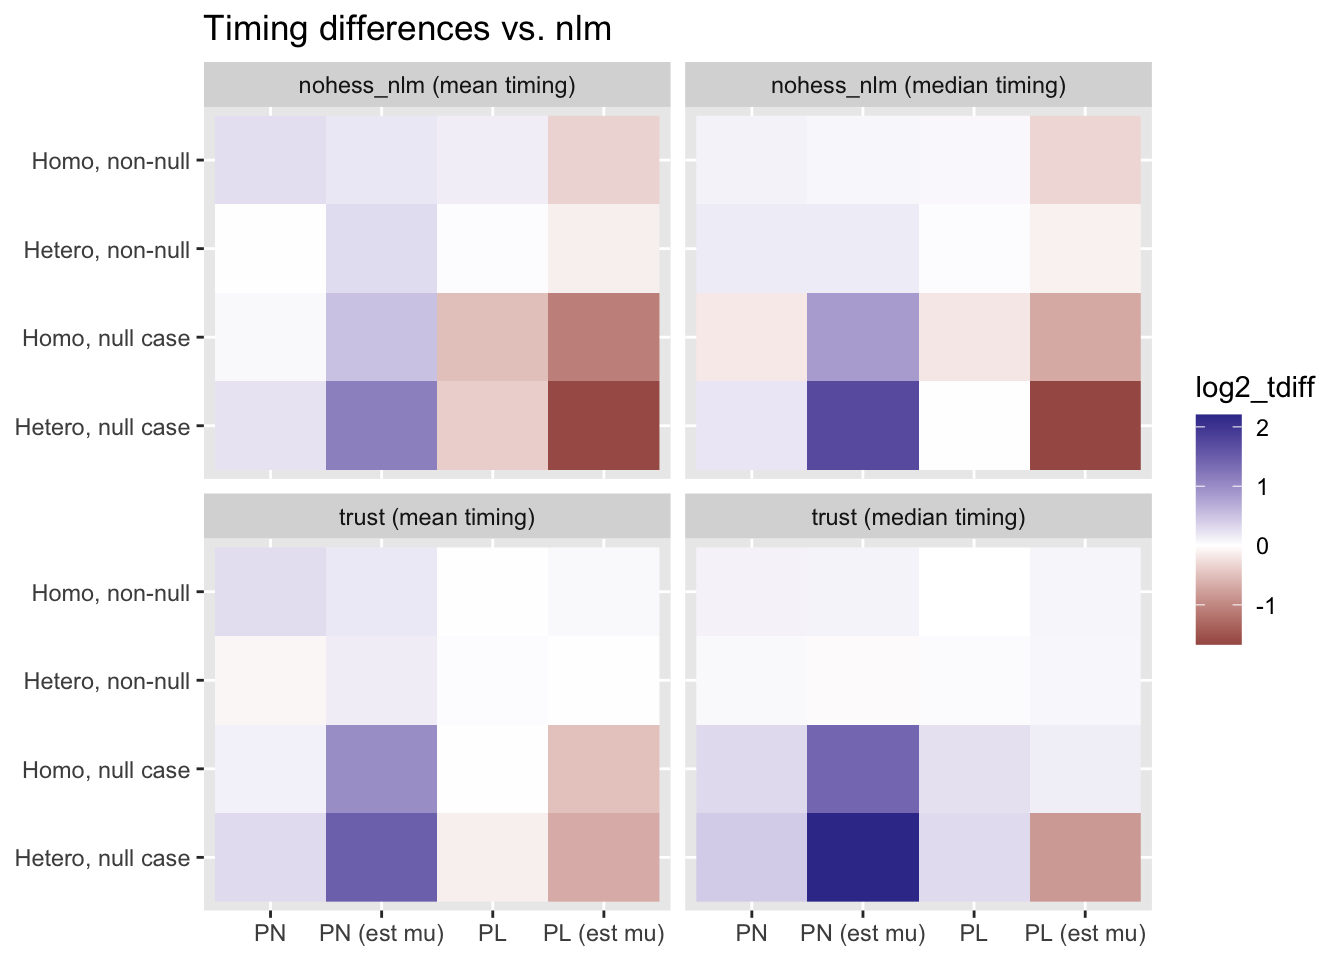 Timing differences vs. nlm
nohess_nlm (mean timing)
nohess_nlm (median timing)
Homo, non-null
Hetero, non-null
Homo, null case
Hetero, null case
trust (mean timing)
trust (median timing)
Homo, non-null
Hetero, non-null
Homo, null case
Hetero, null case
PN PN (est mu) PL PL (est mu)
PN PN (est mu) PL PL (est mu)
log2_tdiff
2
1
0
-1